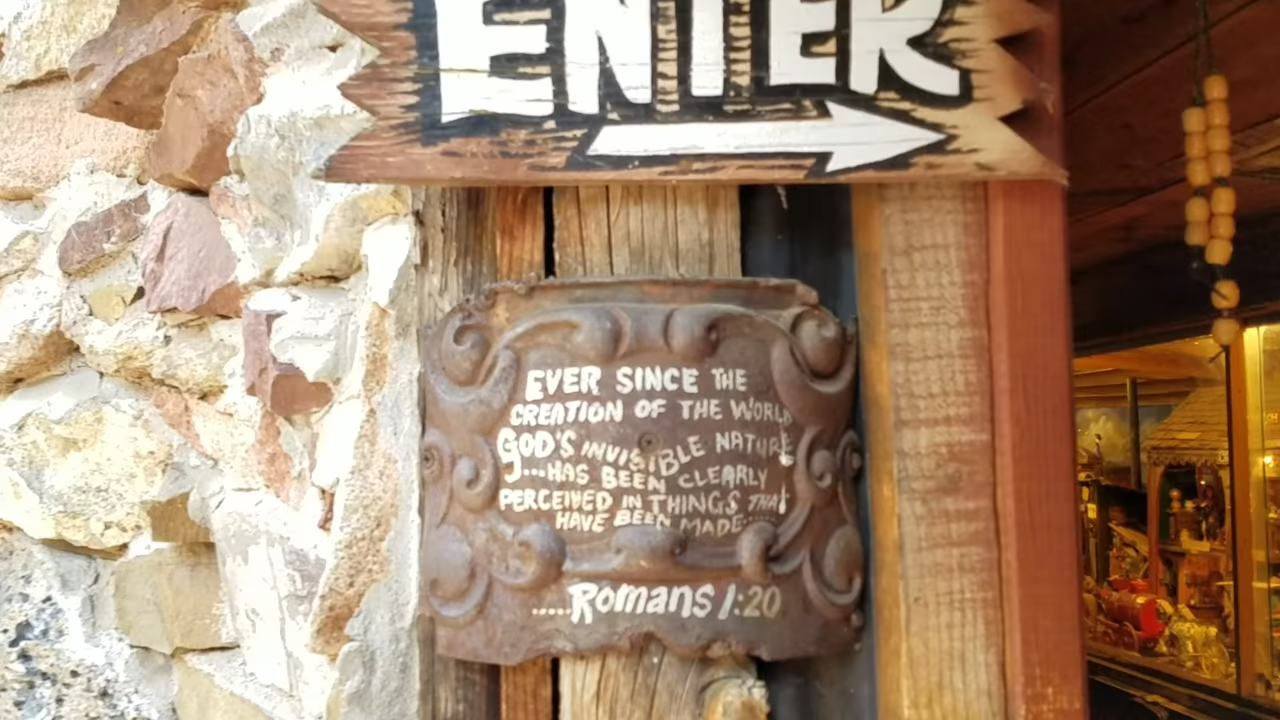 ENTER
EVER SINCE THE
CREATION OF THE WORLD
GOD'S INVISIBLE NATURE
...HAS BEEN CLEARLY
PERCEIVED IN THINGS THAT
HAVE BEEN MADE......
.....Romans 1:20